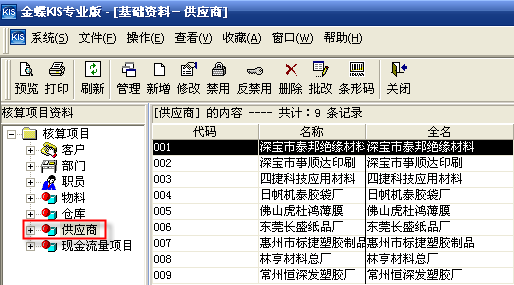 KIS 金蝶KIS专业版 - [基础资料 - 供应商]
KIS 系统(S) 文件(F) 操作(E) 查看(V) 收藏(A) 窗口(W) 帮助(H)
预览 打印 刷新 管理 新增 修改 禁用 反禁用 删除 批改 条形码 关闭
核算项目资料
[供应商] 的内容 ---- 共计:9 条记录
核算项目
客户
部门
职员
物料
仓库
供应商
现金流量项目
代码 名称 全名
001 深宝市泰邦绝缘材料 深宝市泰邦绝缘材料
002 深宝市亊顺达印刷 深宝市亊顺达印刷
003 四捷科技应用材料 四捷科技应用材料
004 日帆机泰胶袋厂 日帆机泰胶袋厂
005 佛山虎杜鸿薄膜 佛山虎杜鸿薄膜
006 东莞长盛纸品厂 东莞长盛纸品厂
007 惠州市标捷塑胶制品 惠州市标捷塑胶制品
008 林亨材料总厂 林亨材料总厂
009 常州恒深发塑胶厂 常州恒深发塑胶厂